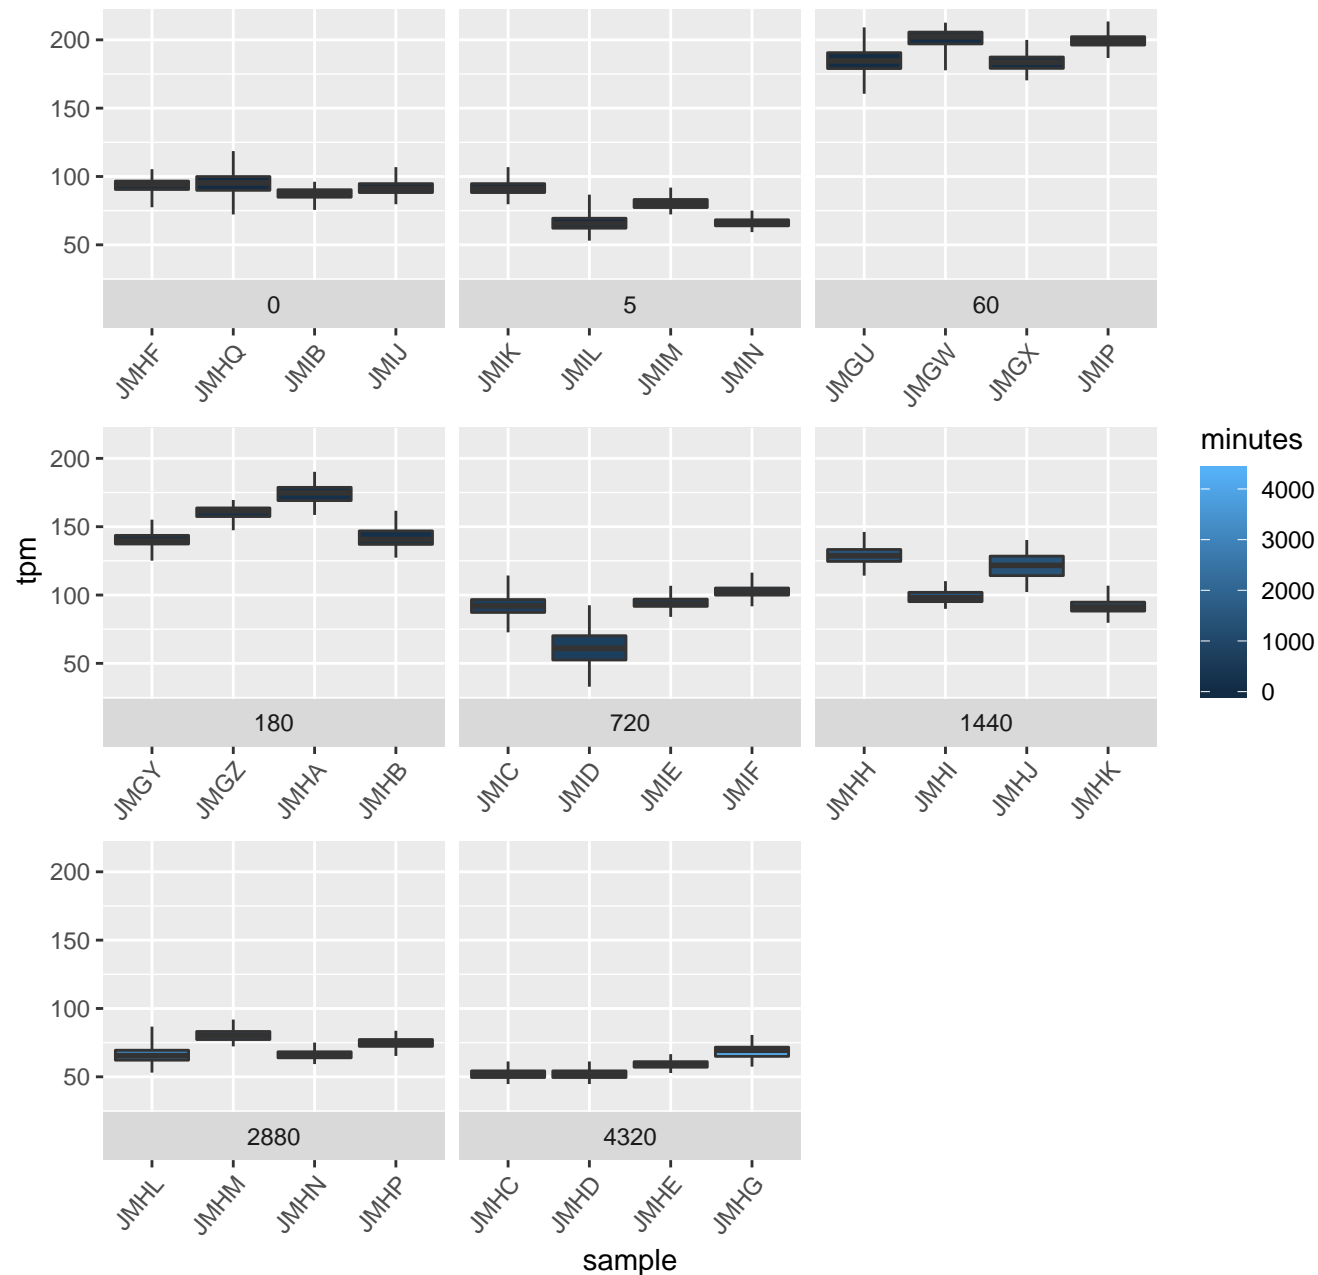 200
150
100
50
0
5
60
JMHF
JMHQ
JMIB
JMIJ
JMIK
JMIL
JMIM
JMIN
JMGU
JMGW
JMGX
JMIP
tpm
200
150
100
50
180
720
1440
JMGY
JMGZ
JMHA
JMHB
JMIC
JMID
JMIE
JMIF
JMHH
JMHI
JMHJ
JMHK
minutes
4000
3000
2000
1000
0
200
150
100
50
2880
4320
JMHL
JMHM
JMHN
JMHP
JMHC
JMHD
JMHE
JMHG
sample